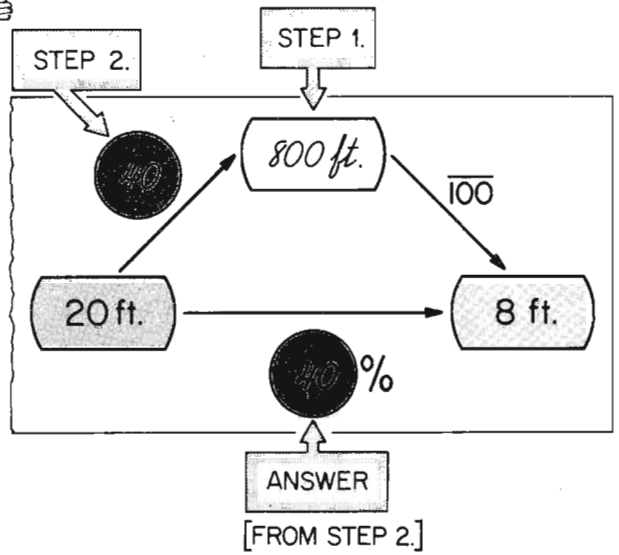 STEP 1.
STEP 2.
800 ft.
40
100
20 ft.
8 ft.
40 %
ANSWER
[FROM STEP 2.]